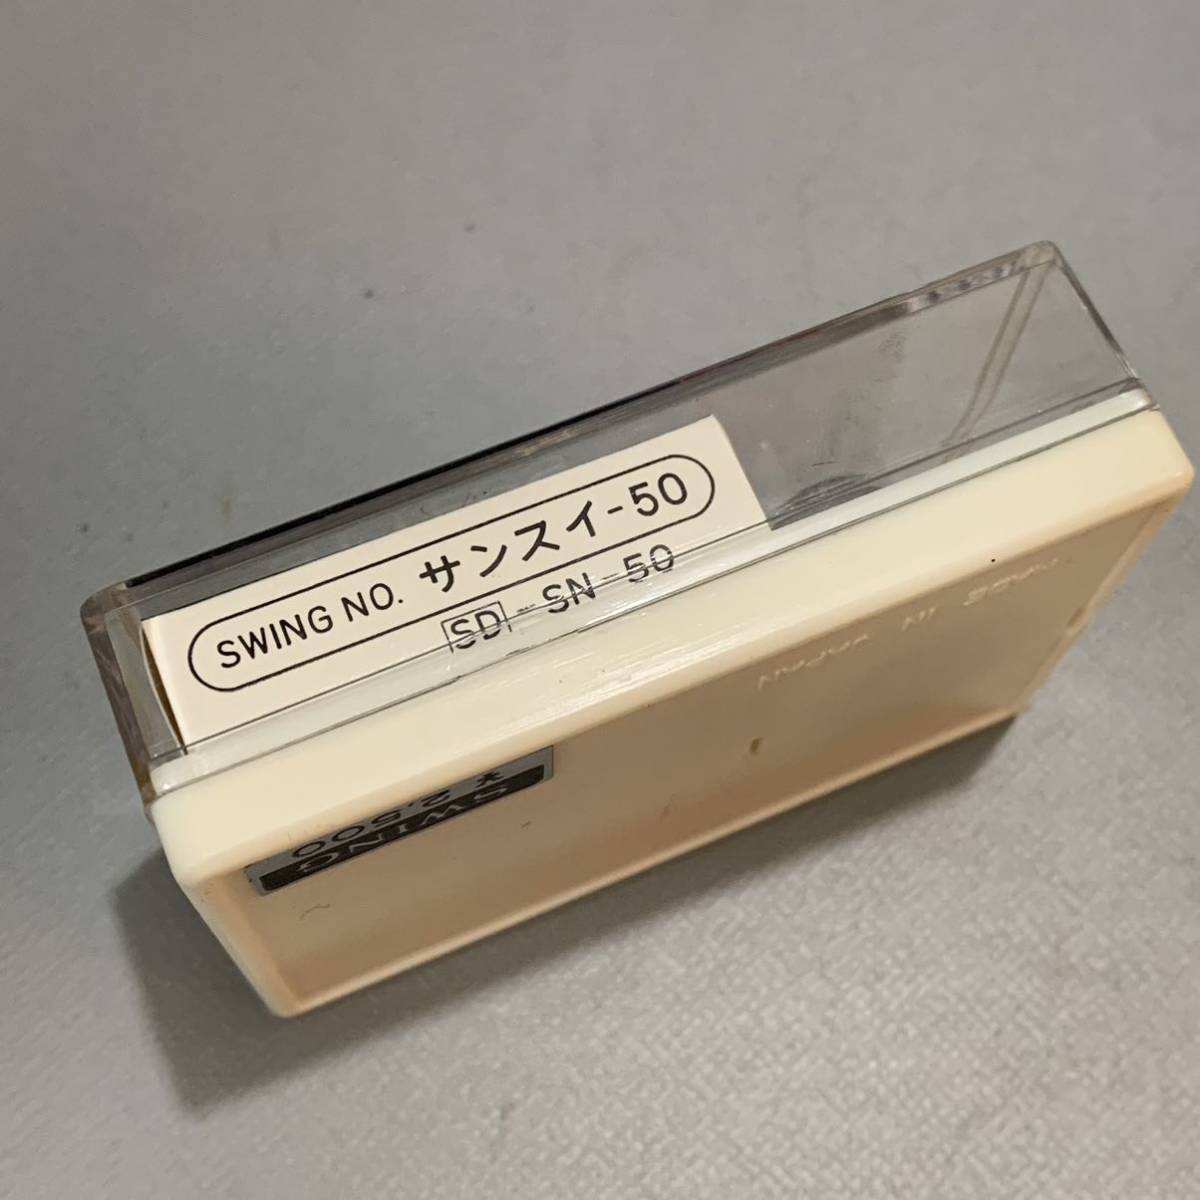 SWING NO. サンスイ-50
SD - SN - 50
MADE IN JAPAN
SWING
¥ 2,500